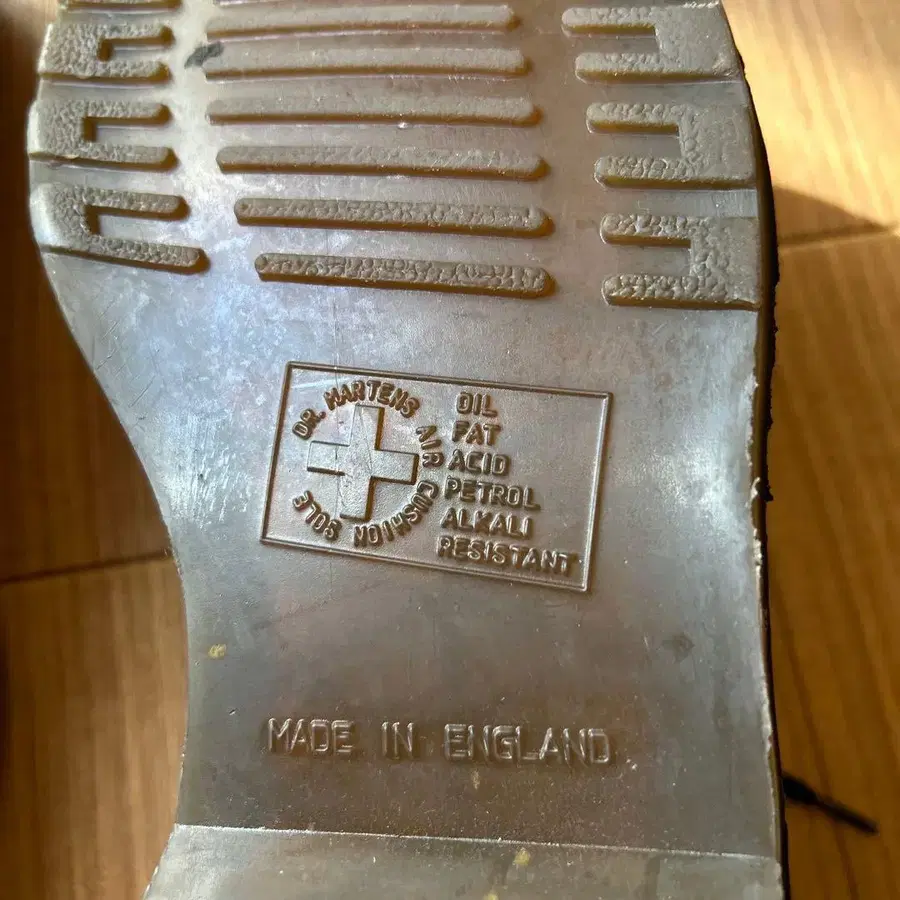 DR. MARTENS AIR CUSHION SOLE
OIL
FAT
ACID
PETROL
ALKALI
RESISTANT
MADE IN ENGLAND